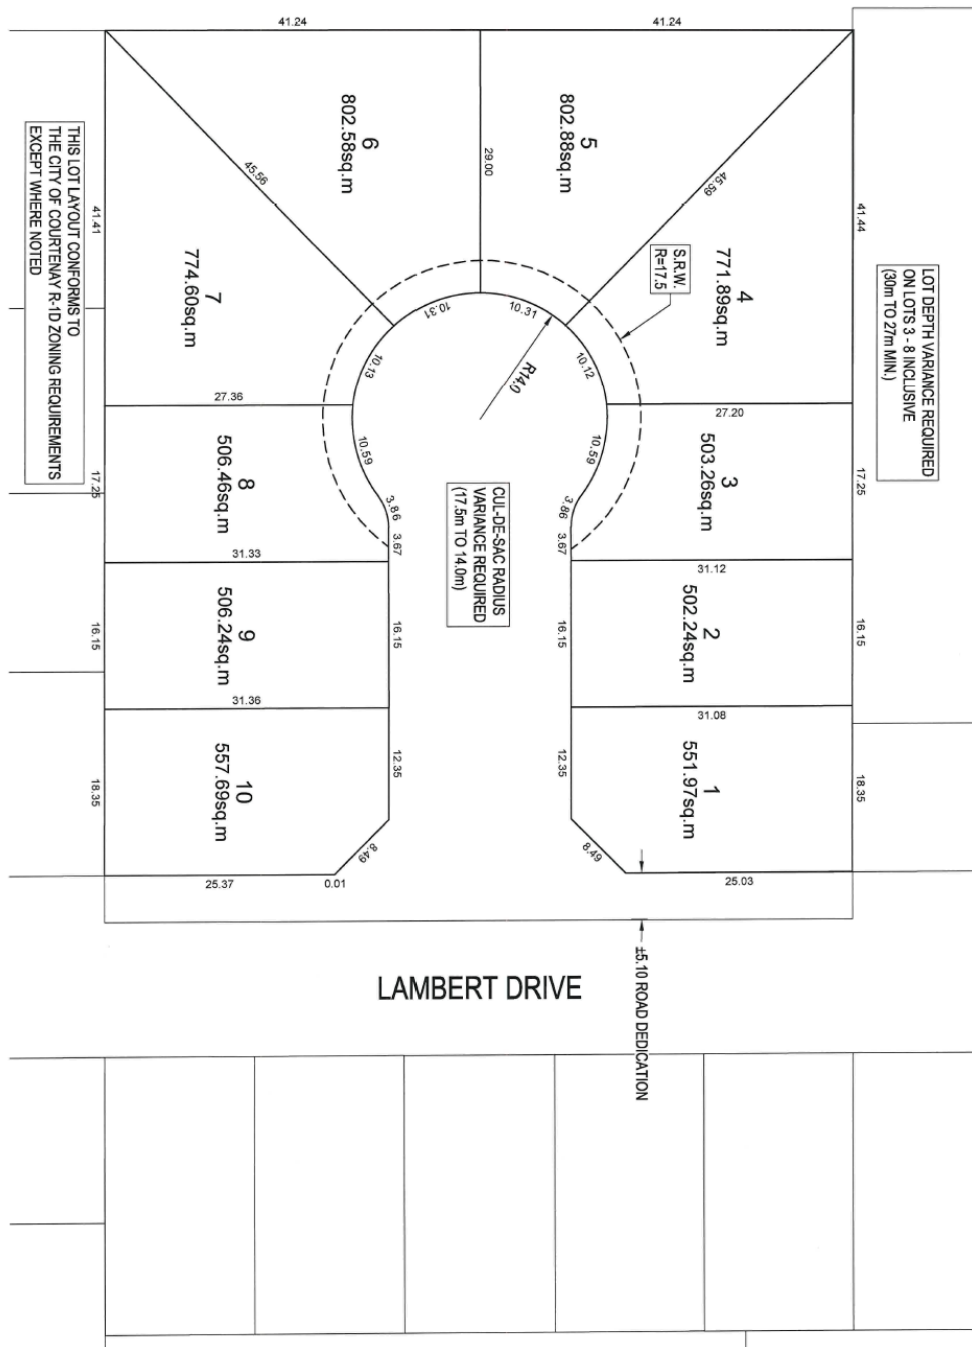 41.24
41.24
6
802.58sq.m
5
802.88sq.m
29.00
45.56
45.59
41.41
41.44
THIS LOT LAYOUT CONFORMS TO
THE CITY OF COURTENAY R-1D ZONING REQUIREMENTS
EXCEPT WHERE NOTED
LOT DEPTH VARIANCE REQUIRED
ON LOTS 3 - 8 INCLUSIVE
(30m TO 27m MIN.)
7
774.60sq.m
4
771.89sq.m
S.R.W.
R=17.5
10.31
10.31
R14.0
10.13
10.12
27.36
27.20
10.59
10.59
8
506.46sq.m
3
503.26sq.m
17.25
17.25
3.86
3.86
3.67
3.67
CUL-DE-SAC RADIUS
VARIANCE REQUIRED
(17.5m TO 14.0m)
31.33
31.12
9
506.24sq.m
2
502.24sq.m
16.15
16.15
16.15
16.15
31.36
31.08
10
557.69sq.m
1
551.97sq.m
18.35
12.35
12.35
18.35
8.49
8.49
25.37
0.01
25.03
±5.10 ROAD DEDICATION
LAMBERT DRIVE